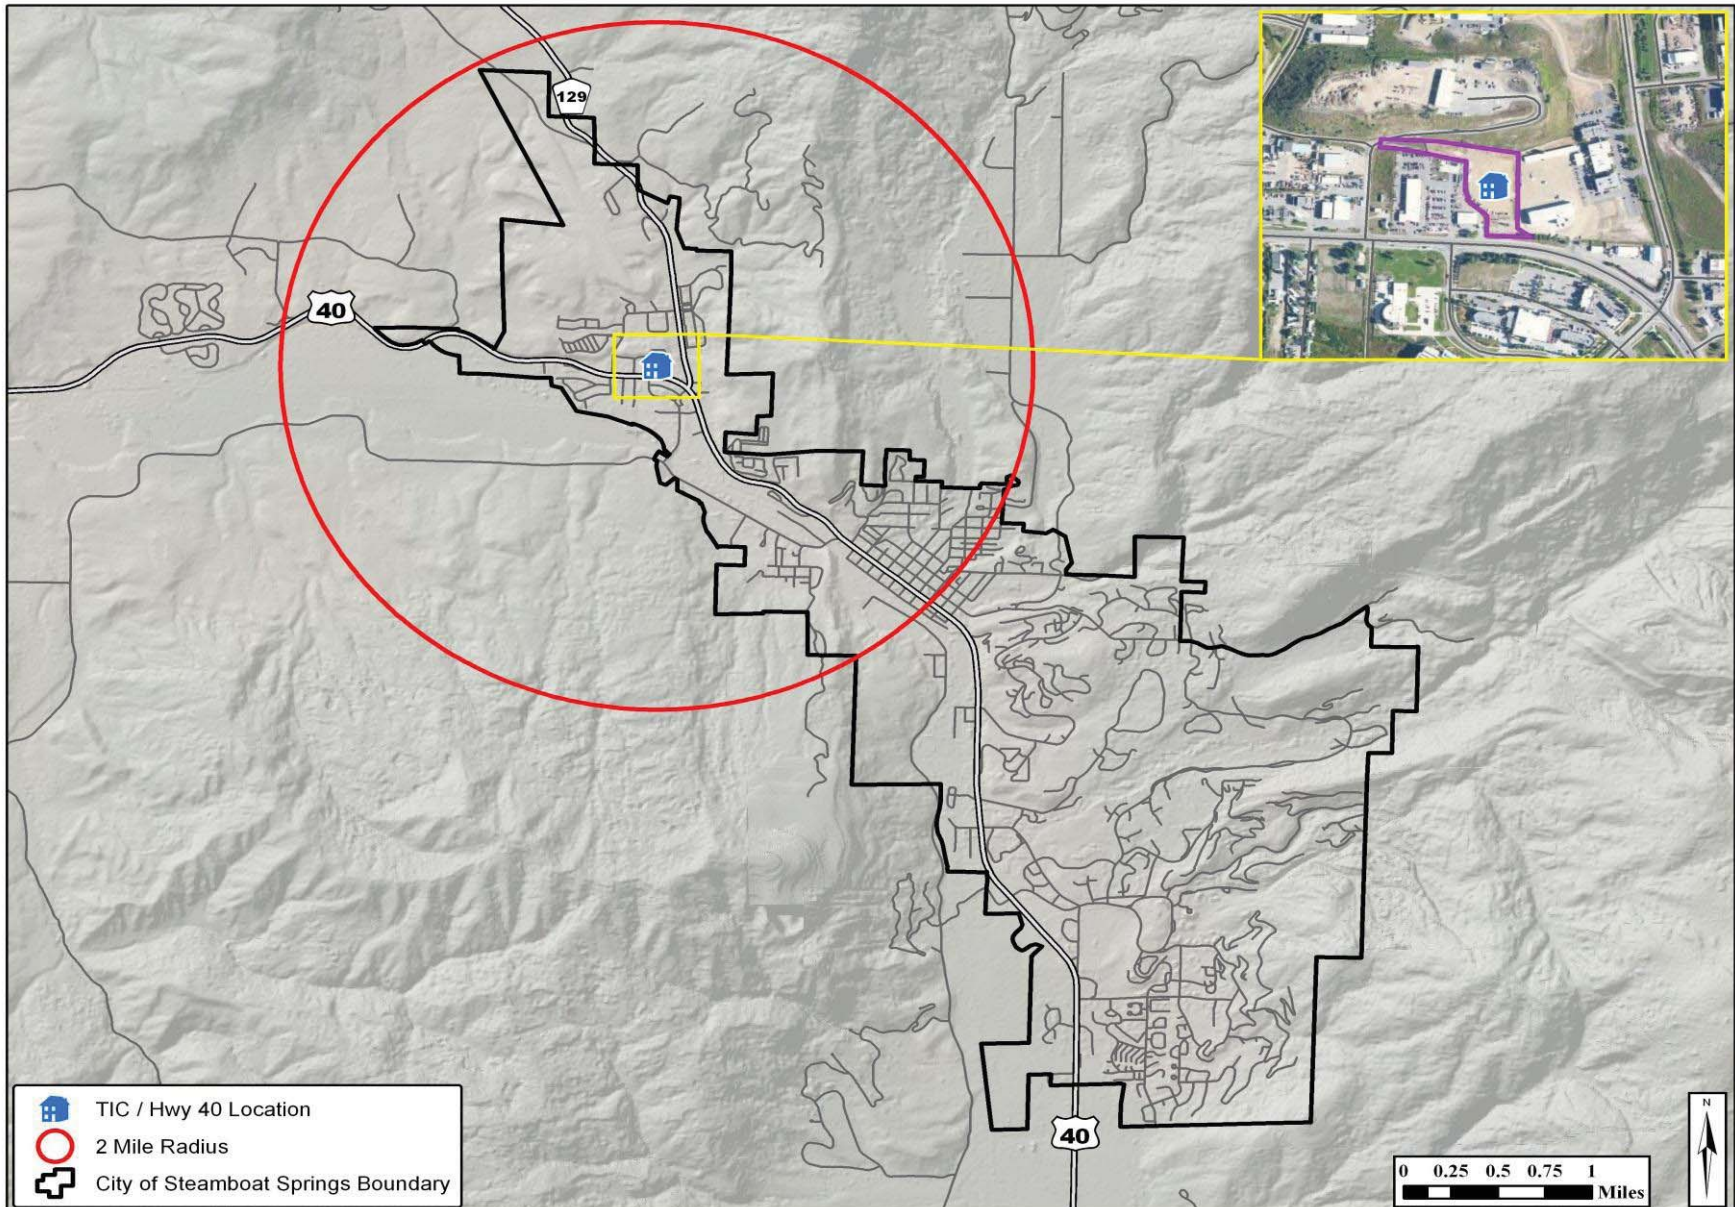 129
40
40
TIC / Hwy 40 Location
2 Mile Radius
City of Steamboat Springs Boundary
N
0 0.25 0.5 0.75 1
Miles